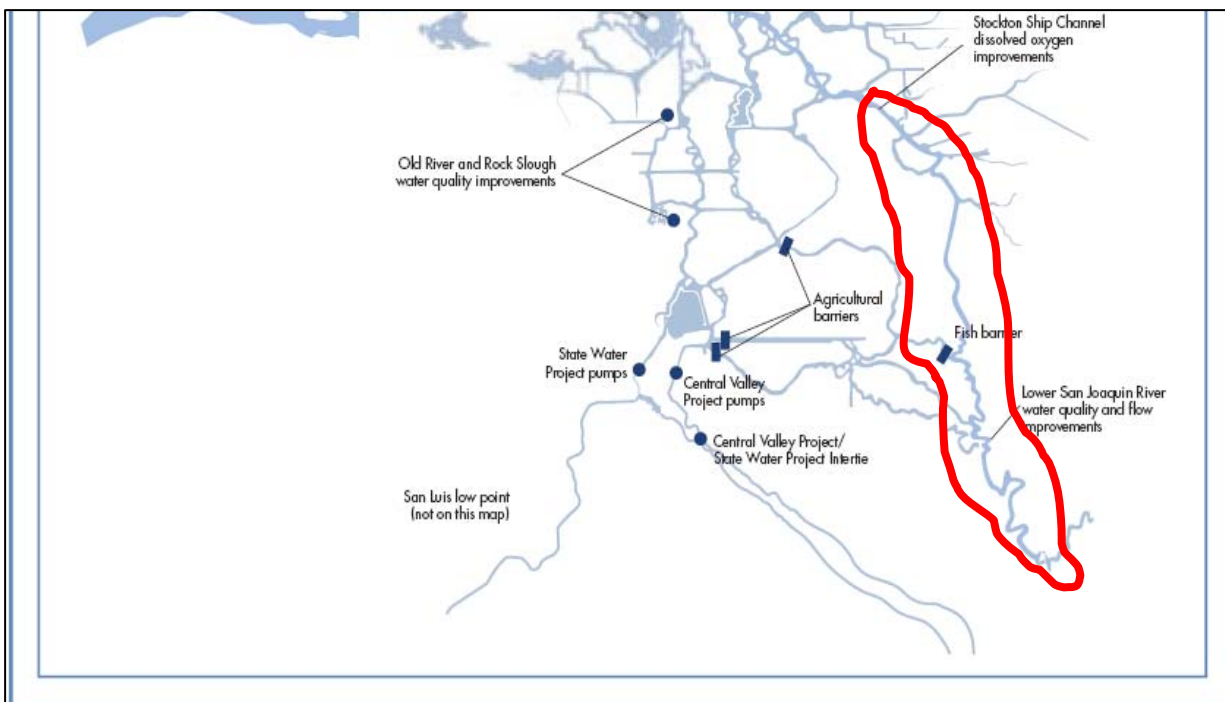 Stockton Ship Channel
dissolved oxygen
improvements
Old River and Rock Slough
water quality improvements
Agricultural
barriers
Fish barrier
State Water
Project pumps
Central Valley
Project pumps
Lower San Joaquin River
water quality and flow
improvements
Central Valley Project/
State Water Project Intertie
San Luis low point
(not on this map)